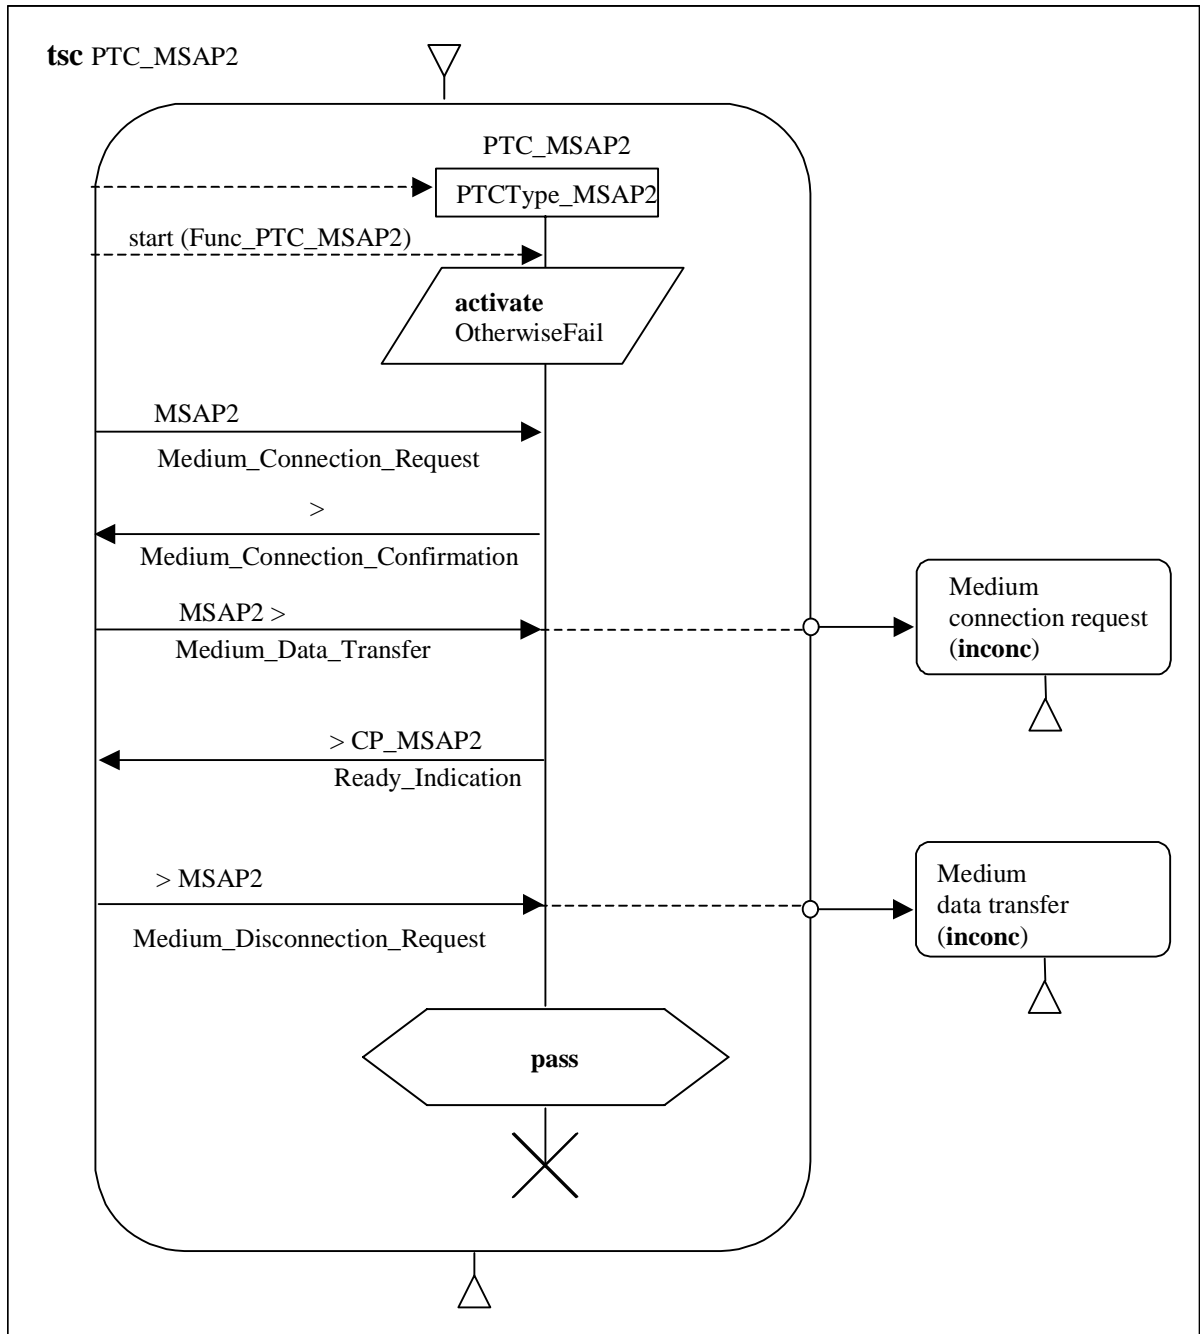 tsc PTC_MSAP2
PTC_MSAP2
PTCType_MSAP2
start (Func_PTC_MSAP2)
activate
OtherwiseFail
MSAP2
Medium_Connection_Request
>
Medium_Connection_Confirmation
MSAP2 >
Medium_Data_Transfer
Medium
connection request
(inconc)
> CP_MSAP2
Ready_Indication
> MSAP2
Medium_Disconnection_Request
Medium
data transfer
(inconc)
pass